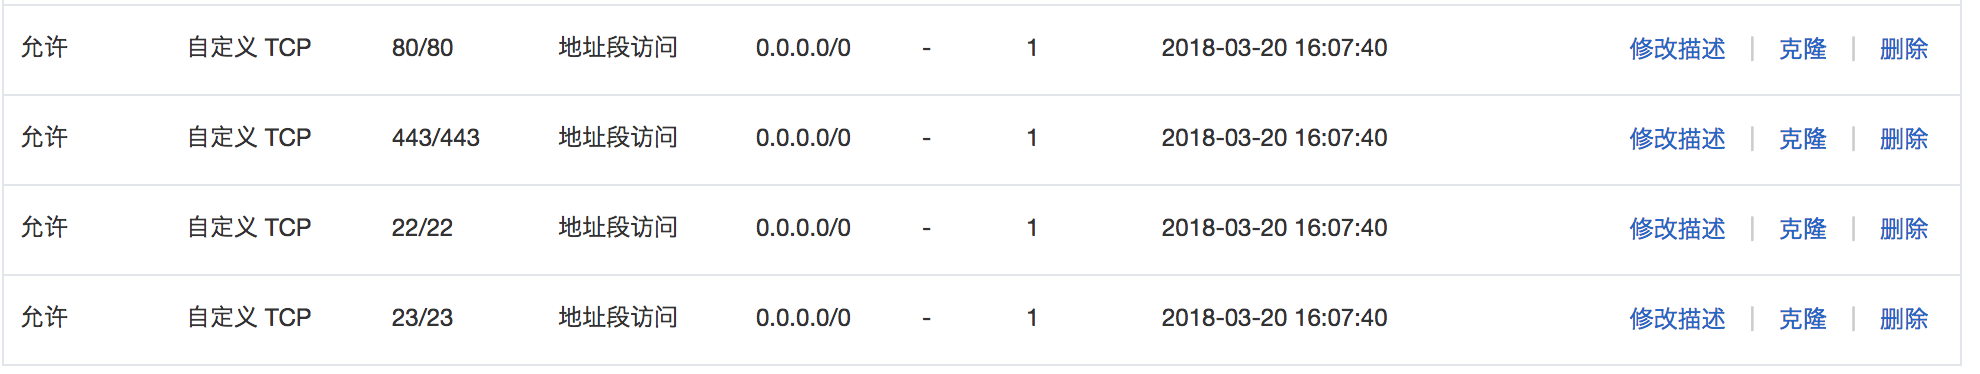 允许 自定义 TCP 80/80 地址段访问 0.0.0.0/0 - 1 2018-03-20 16:07:40 修改描述 | 克隆 | 删除
允许 自定义 TCP 443/443 地址段访问 0.0.0.0/0 - 1 2018-03-20 16:07:40 修改描述 | 克隆 | 删除
允许 自定义 TCP 22/22 地址段访问 0.0.0.0/0 - 1 2018-03-20 16:07:40 修改描述 | 克隆 | 删除
允许 自定义 TCP 23/23 地址段访问 0.0.0.0/0 - 1 2018-03-20 16:07:40 修改描述 | 克隆 | 删除